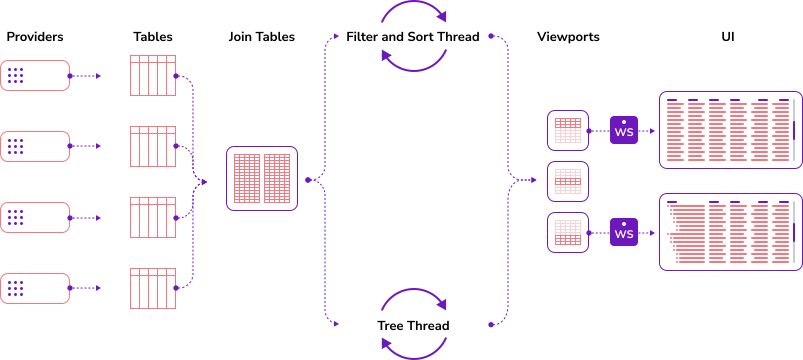 Providers
Tables
Join Tables
Filter and Sort Thread
Viewports
UI
WS
WS
Tree Thread